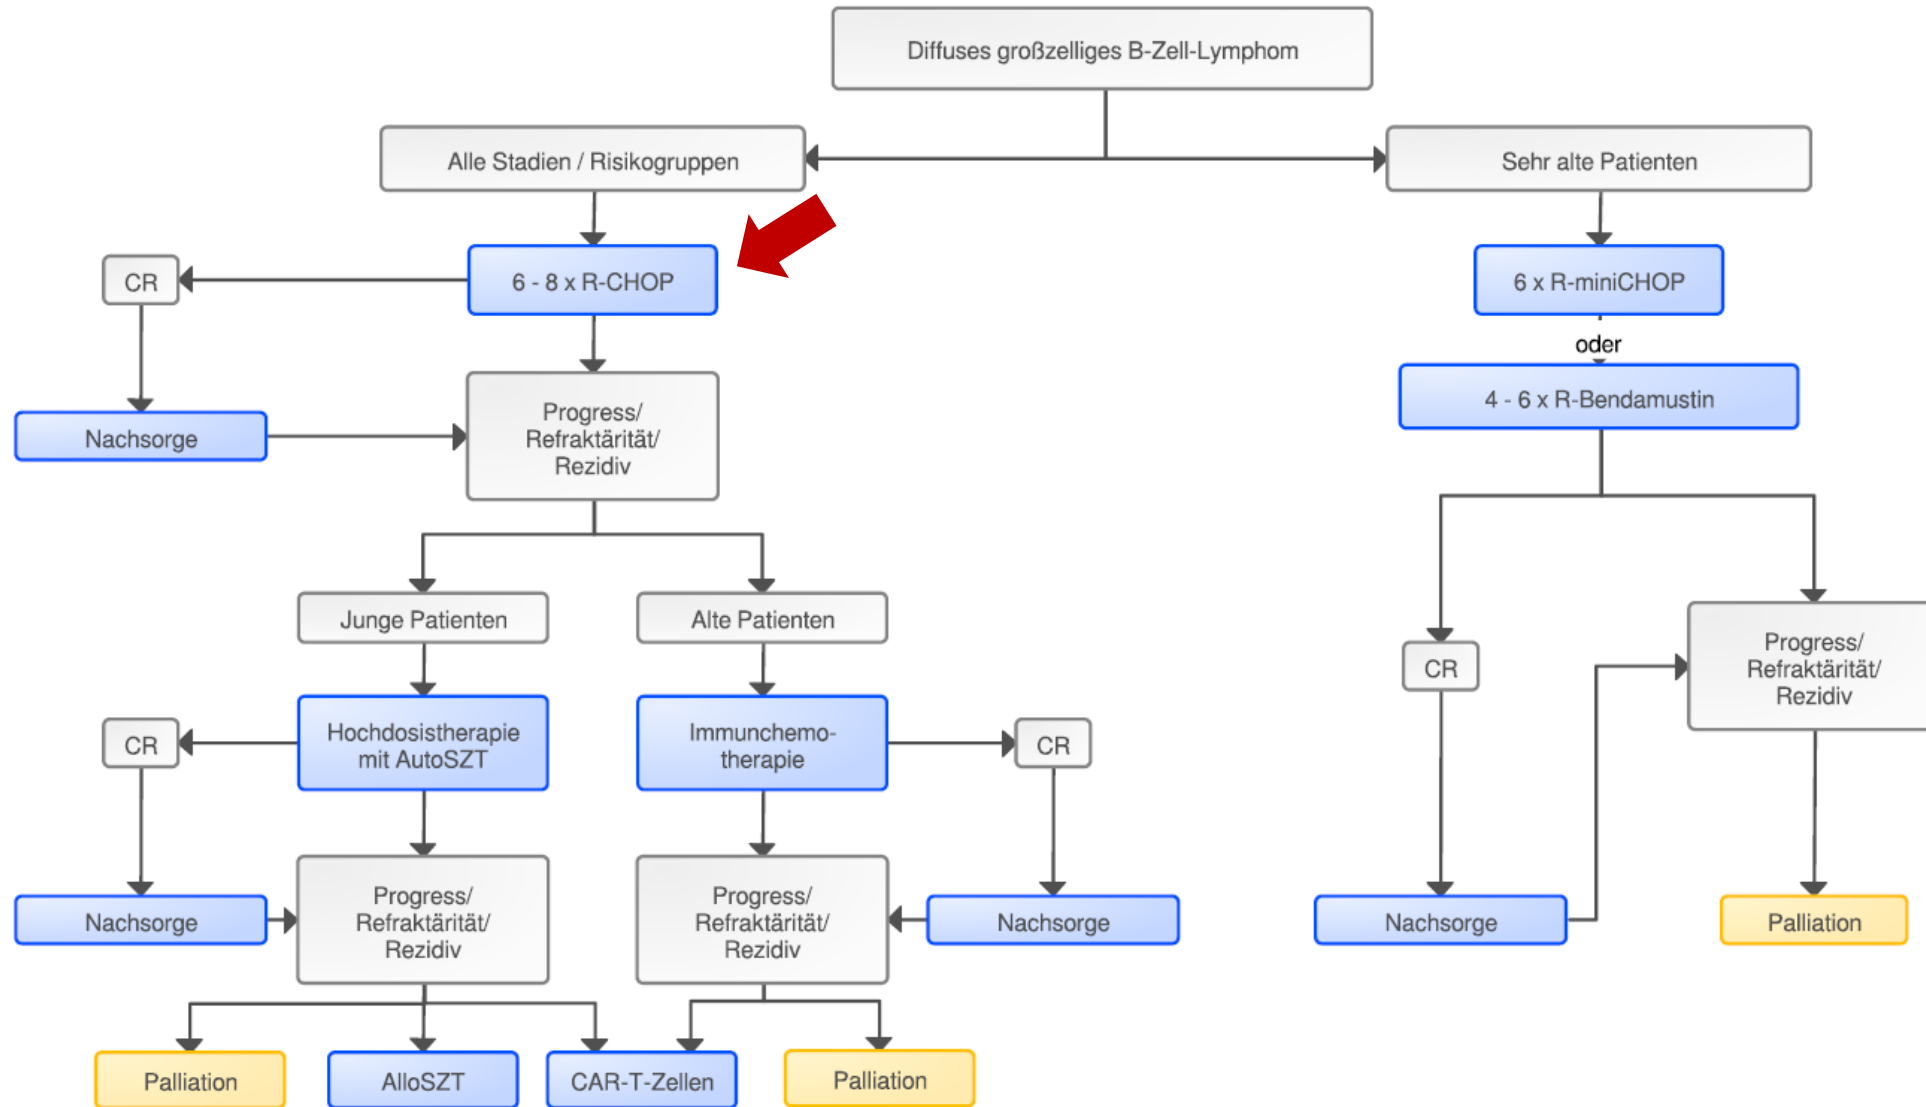 Diffuses großzelliges B-Zell-Lymphom
Alle Stadien / Risikogruppen
Sehr alte Patienten
CR
6 - 8 x R-CHOP
6 x R-miniCHOP
oder
4 - 6 x R-Bendamustin
Nachsorge
Progress/
Refraktärität/
Rezidiv
Junge Patienten
Alte Patienten
CR
Progress/
Refraktärität/
Rezidiv
CR
Hochdosistherapie
mit AutoSZT
Immunchemo-
therapie
CR
Nachsorge
Progress/
Refraktärität/
Rezidiv
Progress/
Refraktärität/
Rezidiv
Nachsorge
Nachsorge
Palliation
Palliation
AlloSZT
CAR-T-Zellen
Palliation